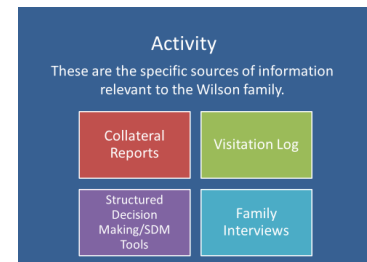 Activity
These are the specific sources of information
relevant to the Wilson family.
Collateral
Reports
Visitation Log
Structured
Decision
Making/SDM
Tools
Family
Interviews